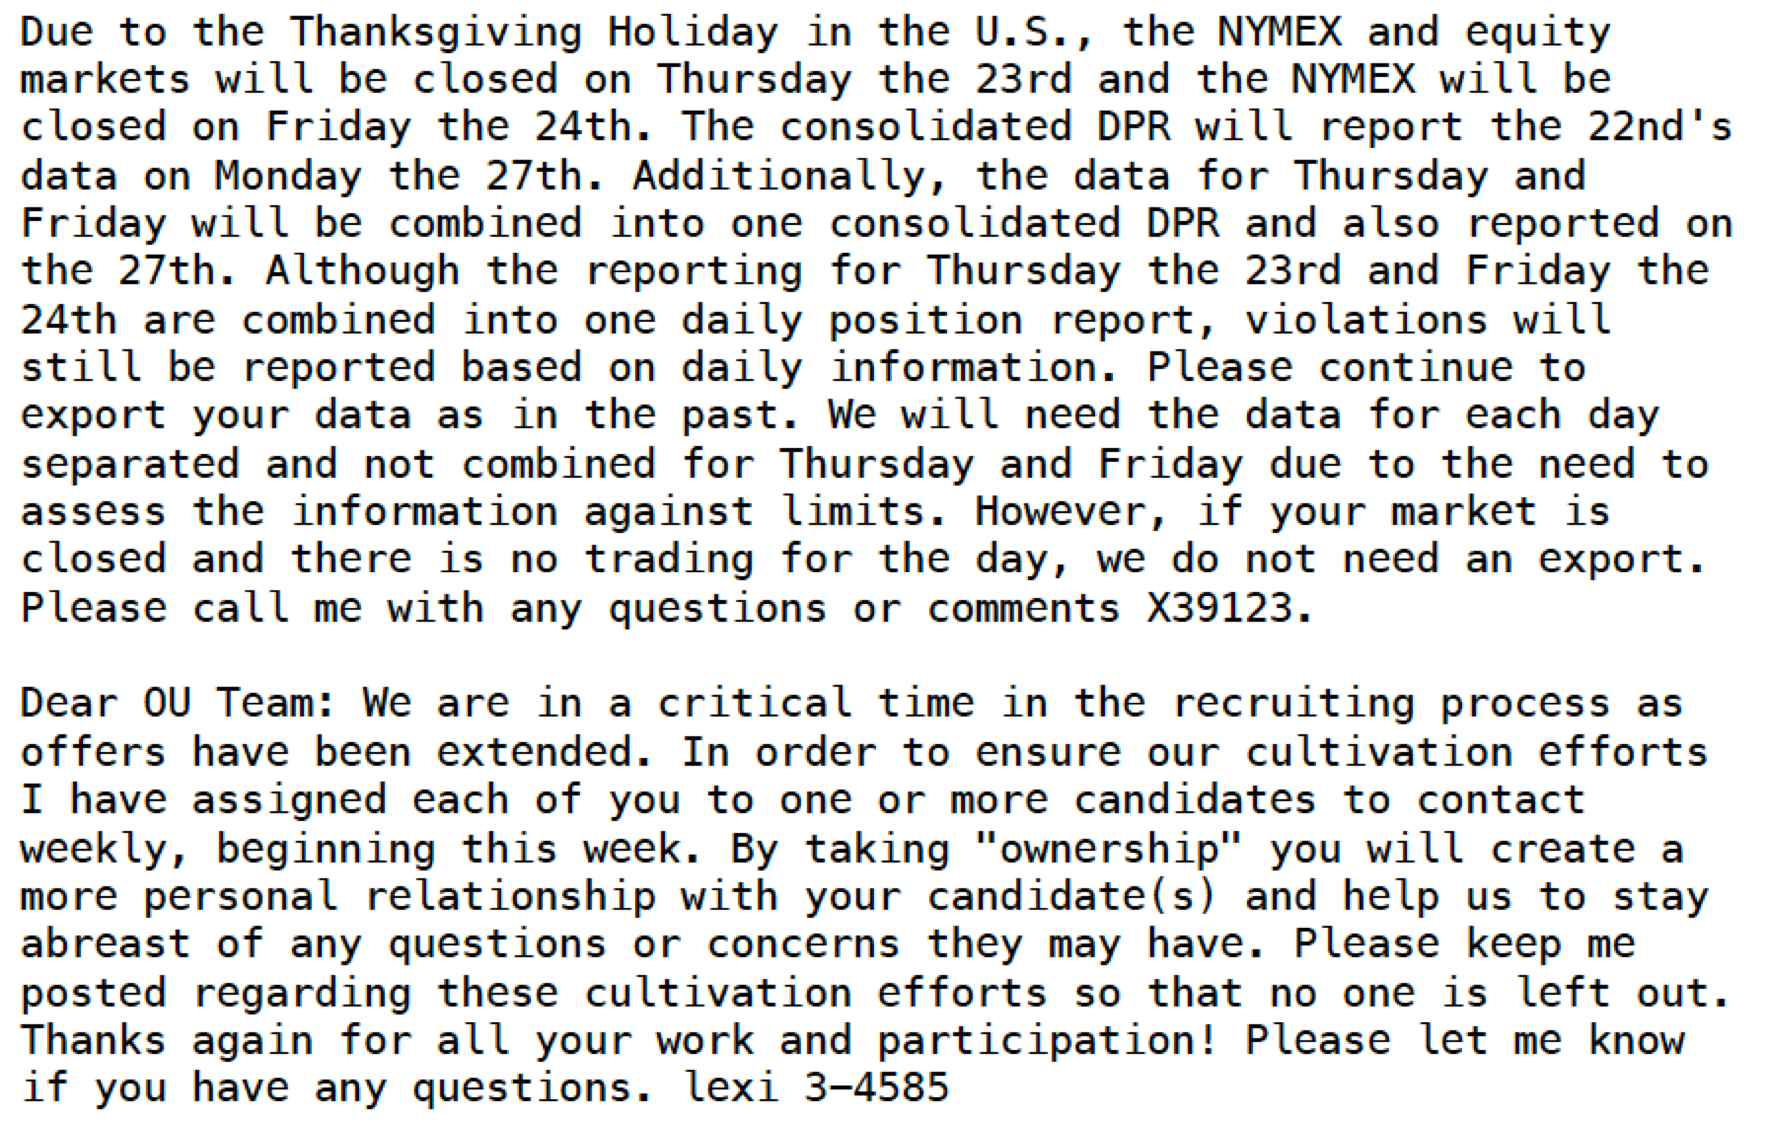 Due to the Thanksgiving Holiday in the U.S., the NYMEX and equity
markets will be closed on Thursday the 23rd and the NYMEX will be
closed on Friday the 24th. The consolidated DPR will report the 22nd's
data on Monday the 27th. Additionally, the data for Thursday and
Friday will be combined into one consolidated DPR and also reported on
the 27th. Although the reporting for Thursday the 23rd and Friday the
24th are combined into one daily position report, violations will
still be reported based on daily information. Please continue to
export your data as in the past. We will need the data for each day
separated and not combined for Thursday and Friday due to the need to
assess the information against limits. However, if your market is
closed and there is no trading for the day, we do not need an export.
Please call me with any questions or comments X39123.

Dear OU Team: We are in a critical time in the recruiting process as
offers have been extended. In order to ensure our cultivation efforts
I have assigned each of you to one or more candidates to contact
weekly, beginning this week. By taking "ownership" you will create a
more personal relationship with your candidate(s) and help us to stay
abreast of any questions or concerns they may have. Please keep me
posted regarding these cultivation efforts so that no one is left out.
Thanks again for all your work and participation! Please let me know
if you have any questions. lexi 3–4585